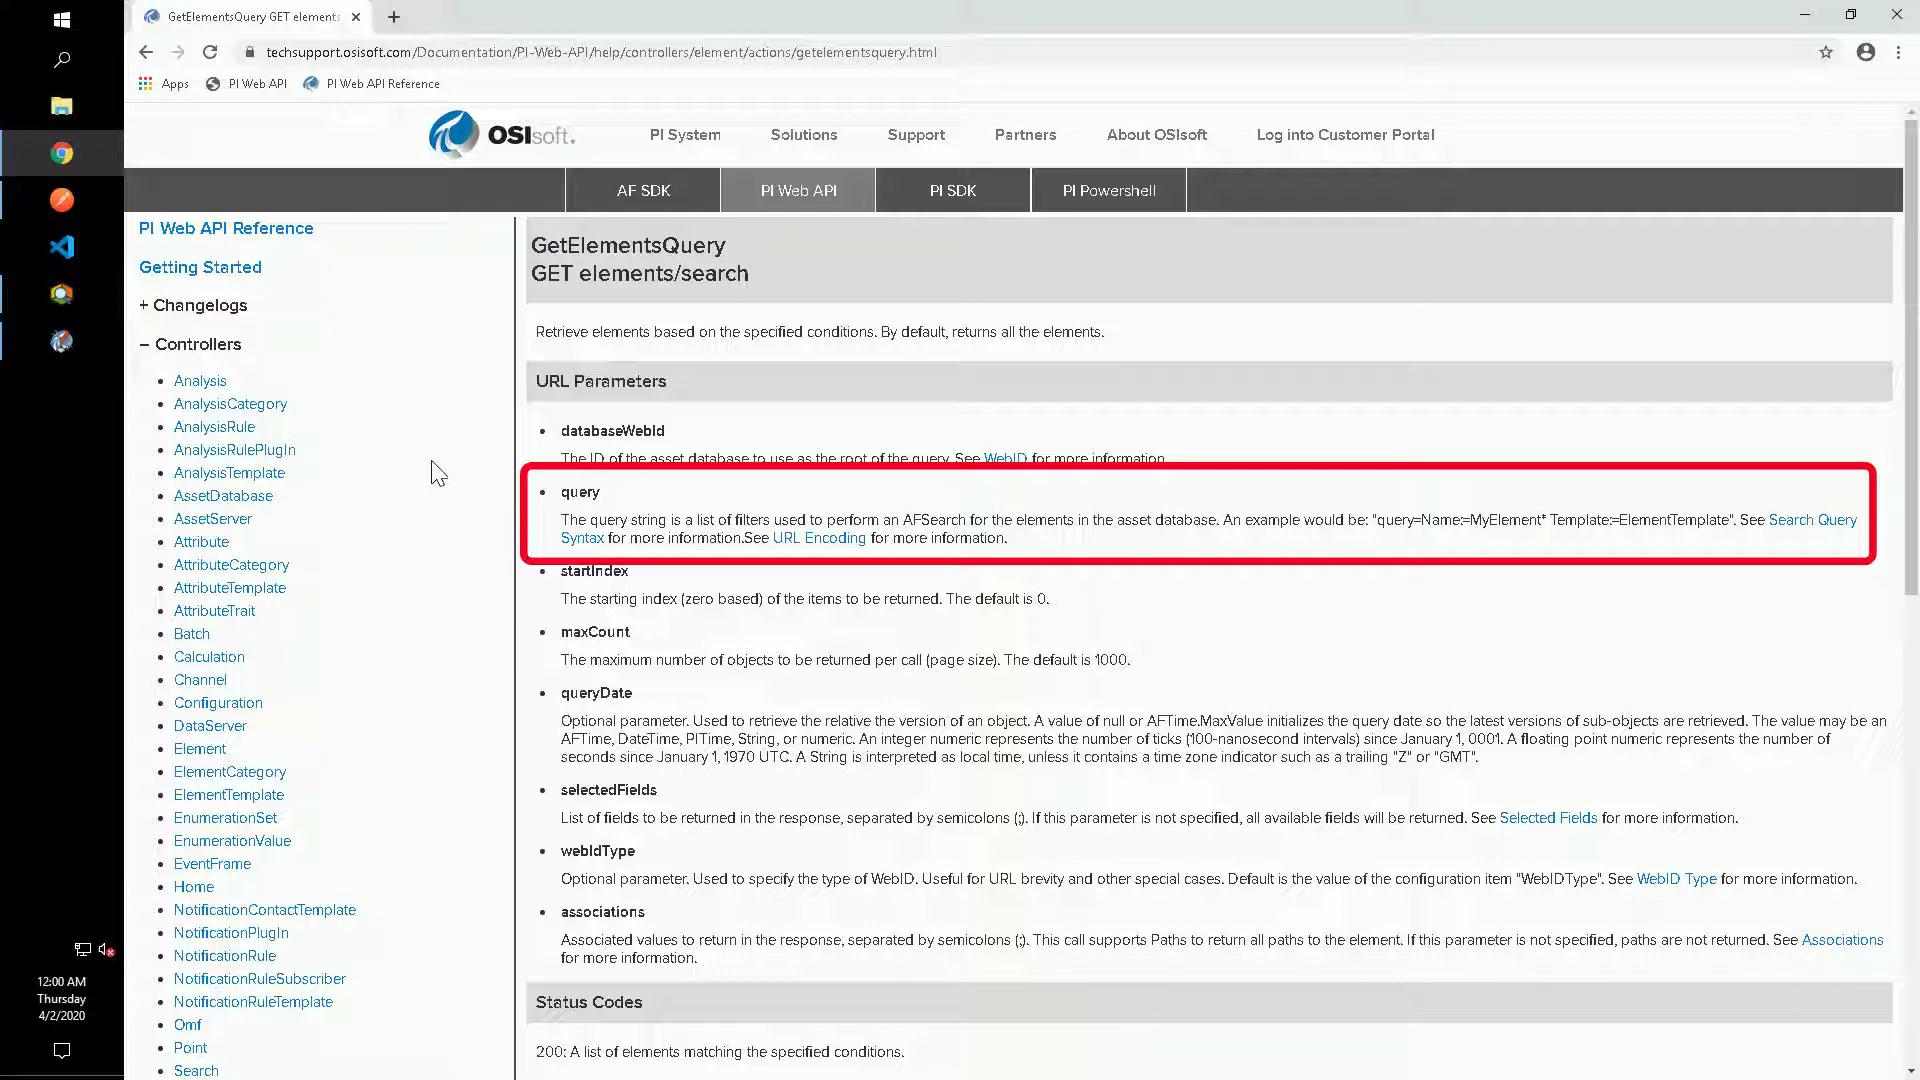 GetElementsQuery GET elements
techsupport.osisoft.com/Documentation/PI-Web-API/help/controllers/element/actions/getelementsquery.html
Apps PI Web API PI Web API Reference
OSIsoft. PI System Solutions Support Partners About OSIsoft Log into Customer Portal
AF SDK PI Web API PI SDK PI Powershell
PI Web API Reference
Getting Started
+ Changelogs
– Controllers
Analysis
AnalysisCategory
AnalysisRule
AnalysisRulePlugIn
AnalysisTemplate
AssetDatabase
AssetServer
Attribute
AttributeCategory
AttributeTemplate
AttributeTrait
Batch
Calculation
Channel
Configuration
DataServer
Element
ElementCategory
ElementTemplate
EnumerationSet
EnumerationValue
EventFrame
Home
NotificationContactTemplate
NotificationPlugIn
NotificationRule
NotificationRuleSubscriber
NotificationRuleTemplate
Omf
Point
Search
GetElementsQuery
GET elements/search
Retrieve elements based on the specified conditions. By default, returns all the elements.
URL Parameters
databaseWebId
The ID of the asset database to use as the root of the query. See WebID for more information.
query
The query string is a list of filters used to perform an AFSearch for the elements in the asset database. An example would be: "query=Name:=MyElement* Template:=ElementTemplate". See Search Query
Syntax for more information.See URL Encoding for more information.
startIndex
The starting index (zero based) of the items to be returned. The default is 0.
maxCount
The maximum number of objects to be returned per call (page size). The default is 1000.
queryDate
Optional parameter. Used to retrieve the relative the version of an object. A value of null or AFTime.MaxValue initializes the query date so the latest versions of sub-objects are retrieved. The value may be an
AFTime, DateTime, PITime, String, or numeric. An integer numeric represents the number of ticks (100-nanosecond intervals) since January 1, 0001. A floating point numeric represents the number of
seconds since January 1, 1970 UTC. A String is interpreted as local time, unless it contains a time zone indicator such as a trailing "Z" or "GMT".
selectedFields
List of fields to be returned in the response, separated by semicolons (;). If this parameter is not specified, all available fields will be returned. See Selected Fields for more information.
webIdType
Optional parameter. Used to specify the type of WebID. Useful for URL brevity and other special cases. Default is the value of the configuration item "WebIDType". See WebID Type for more information.
associations
Associated values to return in the response, separated by semicolons (;). This call supports Paths to return all paths to the element. If this parameter is not specified, paths are not returned. See Associations
for more information.
Status Codes
200: A list of elements matching the specified conditions.
12:00 AM
Thursday
4/2/2020